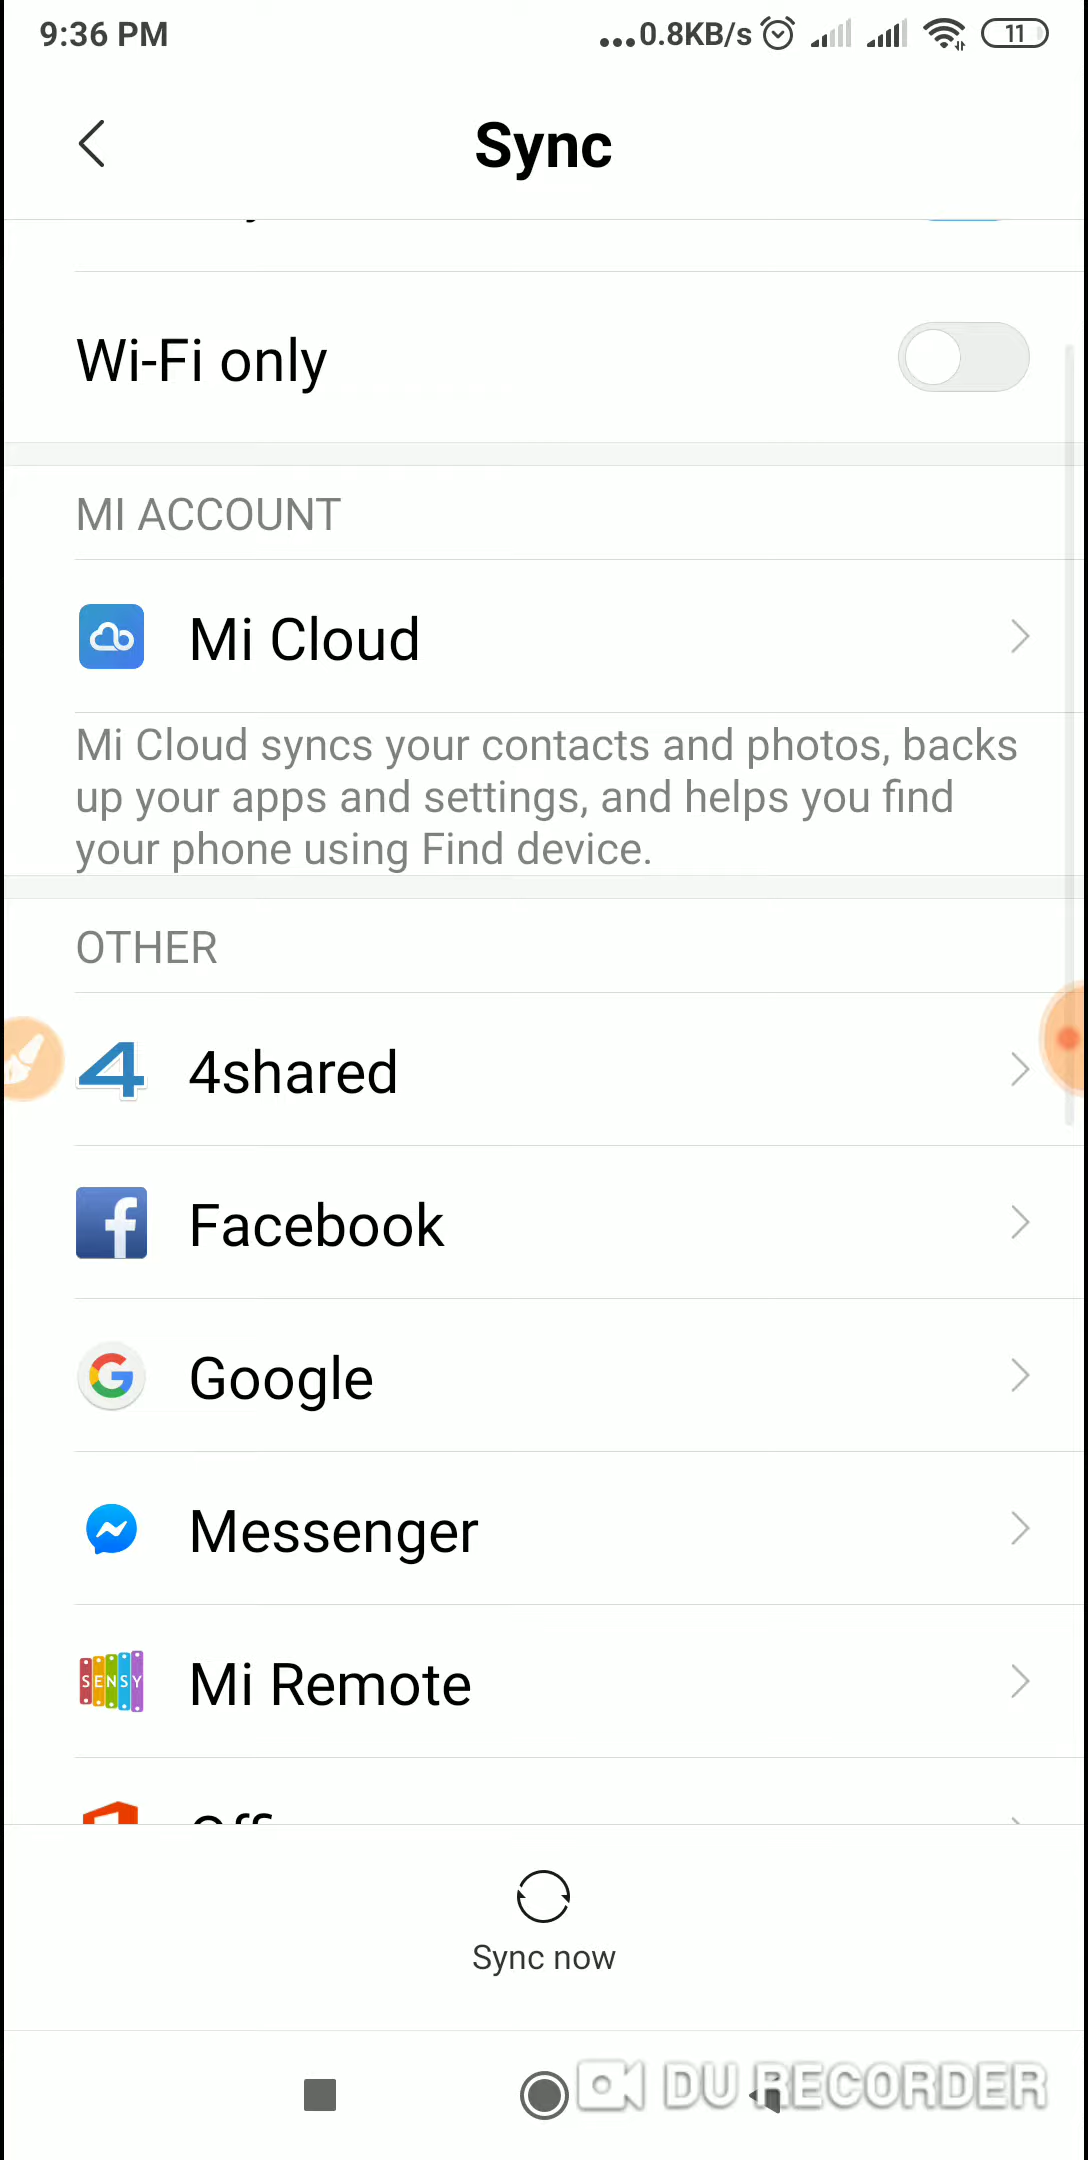 9:36 PM
...0.8KB/s
11
Sync
Wi-Fi only
MI ACCOUNT
Mi Cloud
Mi Cloud syncs your contacts and photos, backs
up your apps and settings, and helps you find
your phone using Find device.
OTHER
4shared
Facebook
Google
Messenger
SENSY
Mi Remote
Sync now
DU RECORDER